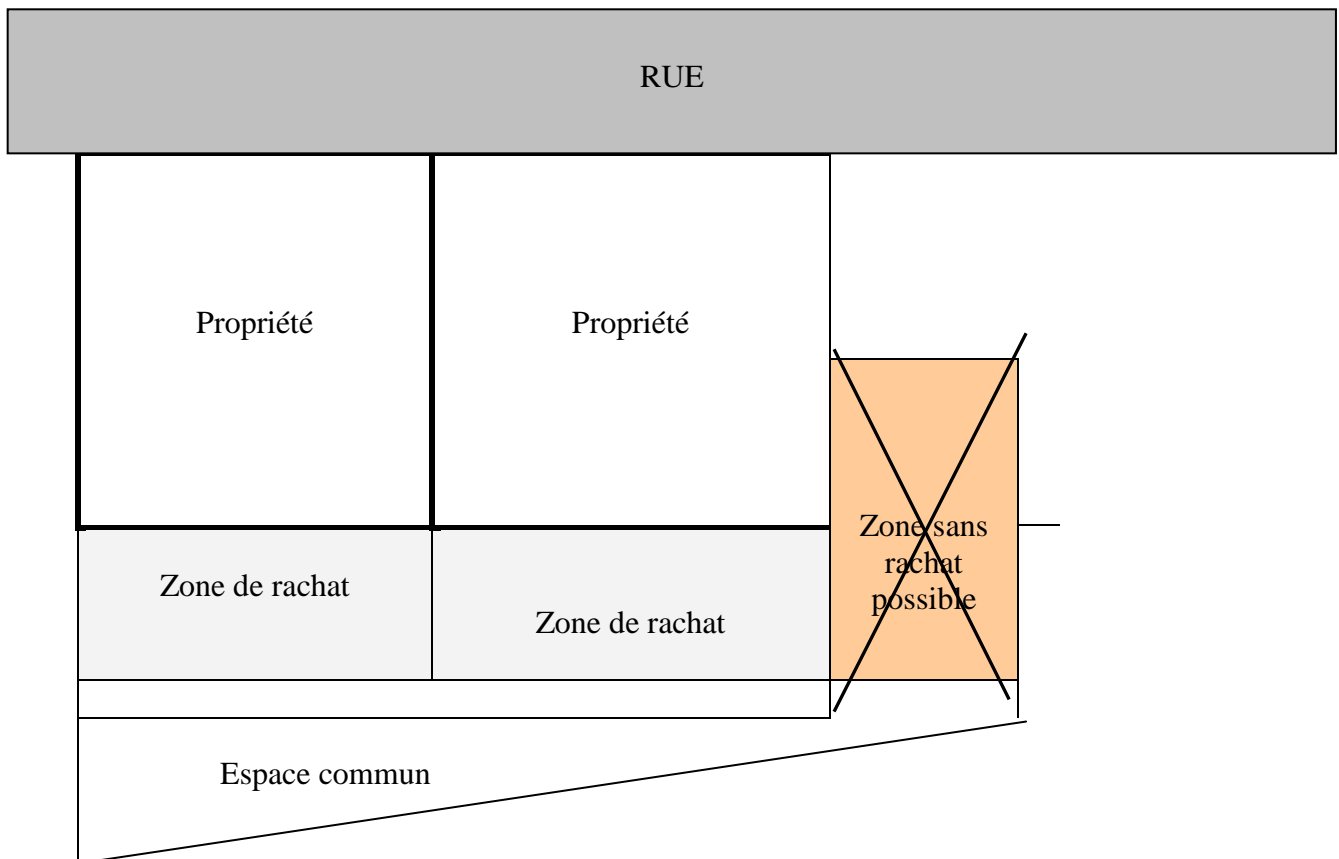 RUE
Propriété
Propriété
Zone de rachat
Zone de rachat
Zone sans
rachat
possible
Espace commun